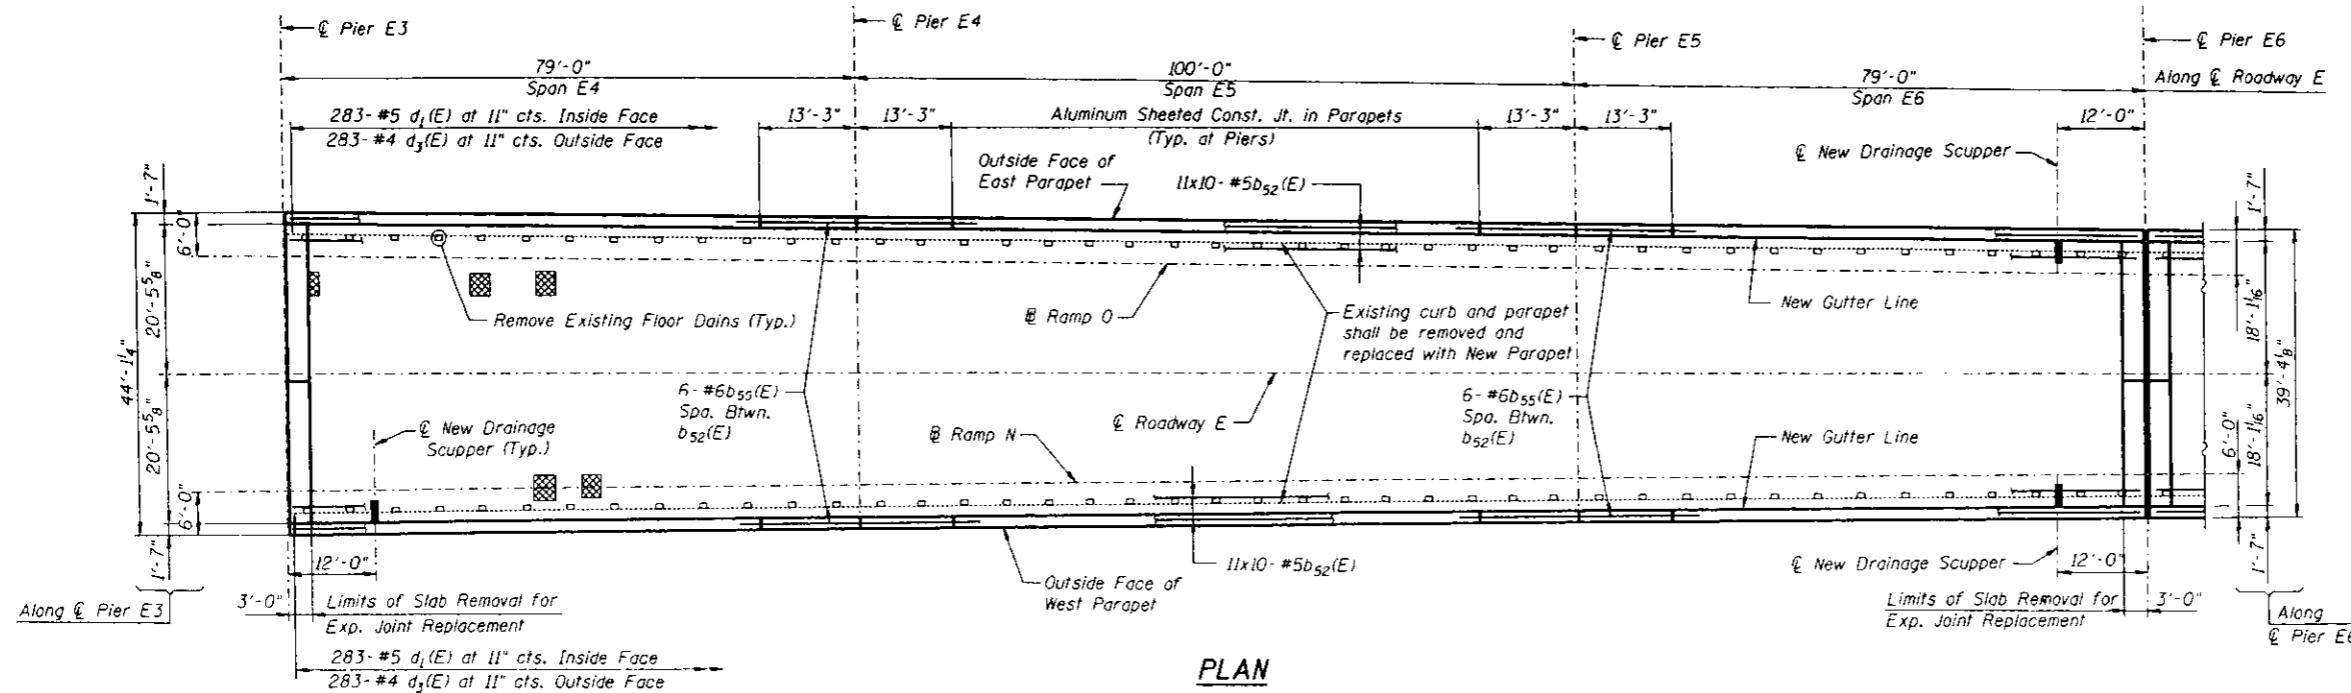 ℄ Pier E3
℄ Pier E4
℄ Pier E5
℄ Pier E6
79'-0"
Span E4
100'-0"
Span E5
79'-0"
Span E6
Along ℄ Roadway E
283-#5 d₁(E) at 11" cts. Inside Face
283-#4 d₃(E) at 11" cts. Outside Face
13'-3"
13'-3"
Aluminum Sheeted Const. Jt. in Parapets
(Typ. at Piers)
13'-3"
13'-3"
12'-0"
℄ New Drainage Scupper
Outside Face of
East Parapet
11x10-#5b₅₂(E)
1'-7"
6'-0
20'-5⅝"
44'-1¼"
20'-5⅝"
6'-0"
1'-7"
Remove Existing Floor Dains (Typ.)
℄ Ramp O
Existing curb and parapet
shall be removed and
replaced with New Parapet
New Gutter Line
1'-7"
18'-1 1/16"
39'-4⅛"
18'-1 1/16"
6'-0"
1'-7"
6-#6b₅₅(E)
Spa. Btwn.
b₅₂(E)
℄ New Drainage
Scupper (Typ.)
℄ Ramp N
℄ Roadway E
6-#6b₅₅(E)
Spa. Btwn.
b₅₂(E)
New Gutter Line
12'-0"
11x10-#5b₅₂(E)
℄ New Drainage Scupper
12'-0"
Outside Face of
West Parapet
Along ℄ Pier E3
3'-0"
Limits of Slab Removal for
Exp. Joint Replacement
Limits of Slab Removal for
Exp. Joint Replacement
3'-0"
Along
℄ Pier E6
283-#5 d₁(E) at 11" cts. Inside Face
283-#4 d₃(E) at 11" cts. Outside Face
PLAN